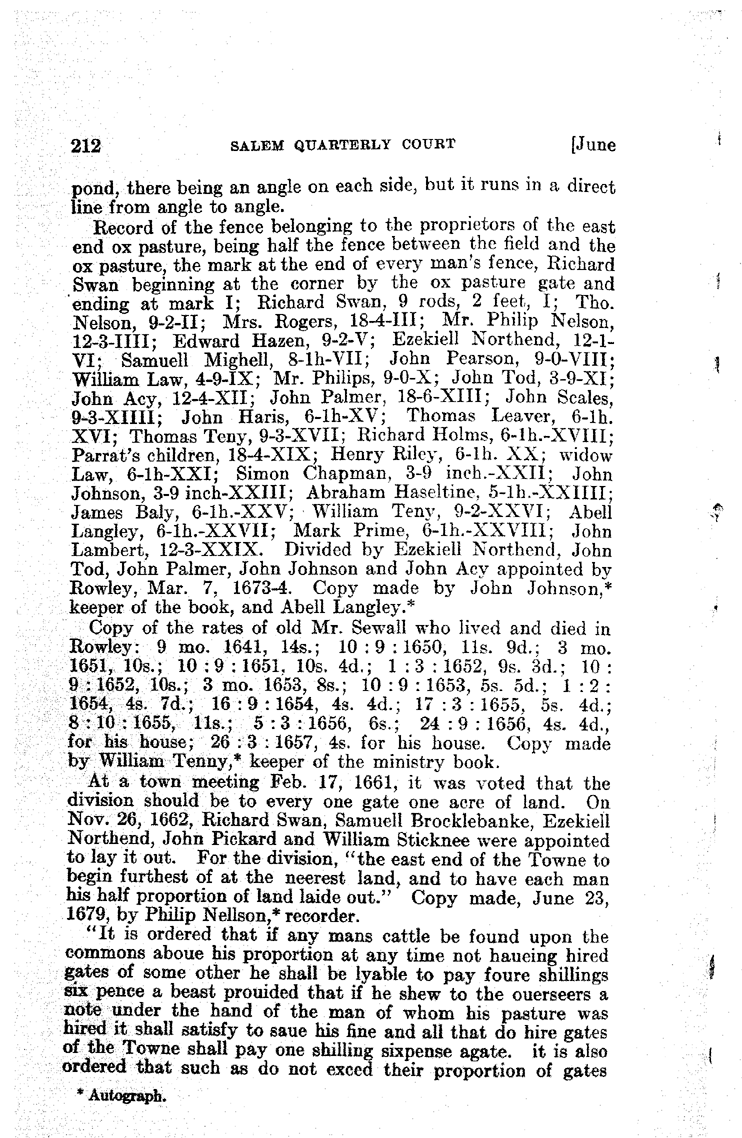 212 SALEM QUARTERLY COURT [June
pond, there being an angle on each side, but it runs in a direct
line from angle to angle.
Record of the fence belonging to the proprietors of the east
end ox pasture, being half the fence between the field and the
ox pasture, the mark at the end of every man's fence, Richard
Swan beginning at the corner by the ox pasture gate and
ending at mark I; Richard Swan, 9 rods, 2 feet, I; Tho.
Nelson, 9-2-II; Mrs. Rogers, 18-4-III; Mr. Philip Nelson,
12-3-IIII; Edward Hazen, 9-2-V; Ezekiell Northend, 12-1-
VI; Samuell Mighell, 8-1h-VII; John Pearson, 9-0-VIII;
William Law, 4-9-IX; Mr. Philips, 9-0-X; John Tod, 3-9-XI;
John Acy, 12-4-XII; John Palmer, 18-6-XIII; John Scales,
9-3-XIIII; John Haris, 6-1h-XV; Thomas Leaver, 6-1h.
XVI; Thomas Teny, 9-3-XVII; Richard Holms, 6-1h.-XVIII;
Parrat's children, 18-4-XIX; Henry Riley, 6-1h. XX; widow
Law, 6-1h-XXI; Simon Chapman, 3-9 inch.-XXII; John
Johnson, 3-9 inch-XXIII; Abraham Haseltine, 5-1h.-XXIIII;
James Baly, 6-1h.-XXV; William Teny, 9-2-XXVI; Abell
Langley, 6-1h.-XXVII; Mark Prime, 6-1h.-XXVIII; John
Lambert, 12-3-XXIX. Divided by Ezekiell Northend, John
Tod, John Palmer, John Johnson and John Acy appointed by
Rowley, Mar. 7, 1673-4. Copy made by John Johnson,*
keeper of the book, and Abell Langley.*
Copy of the rates of old Mr. Sewall who lived and died in
Rowley: 9 mo. 1641, 14s.; 10 : 9 : 1650, 11s. 9d.; 3 mo.
1651, 10s.; 10 : 9 : 1651, 10s. 4d.; 1 : 3 : 1652, 9s. 3d.; 10 :
9 : 1652, 10s.; 3 mo. 1653, 8s.; 10 : 9 : 1653, 5s. 5d.; 1 : 2 :
1654, 4s. 7d.; 16 : 9 : 1654, 4s. 4d.; 17 : 3 : 1655, 5s. 4d.;
8 : 10 : 1655, 11s.; 5 : 3 : 1656, 6s.; 24 : 9 : 1656, 4s. 4d.,
for his house; 26 : 3 : 1657, 4s. for his house. Copy made
by William Tenny,* keeper of the ministry book.
At a town meeting Feb. 17, 1661, it was voted that the
division should be to every one gate one acre of land. On
Nov. 26, 1662, Richard Swan, Samuell Brocklebanke, Ezekiell
Northend, John Pickard and William Sticknee were appointed
to lay it out. For the division, "the east end of the Towne to
begin furthest of at the neerest land, and to have each man
his half proportion of land laide out." Copy made, June 23,
1679, by Philip Nellson,* recorder.
"It is ordered that if any mans cattle be found upon the
commons aboue his proportion at any time not haueing hired
gates of some other he shall be lyable to pay foure shillings
six pence a beast prouided that if he shew to the ouerseers a
note under the hand of the man of whom his pasture was
hired it shall satisfy to saue his fine and all that do hire gates
of the Towne shall pay one shilling sixpense agate. it is also
ordered that such as do not exced their proportion of gates
* Autograph.